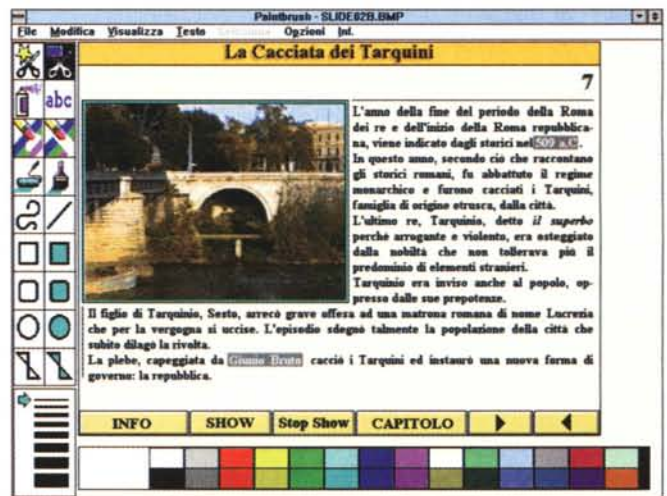 Paintbrush - SLIDE02B.BMP
File Modifica Visualizza Testo Selezione Opzioni Inf.
abc
La Cacciata dei Tarquini
7
L'anno della fine del periodo della Roma
dei re e dell'inizio della Roma repubblica-
na, viene indicato dagli storici nel 509 a.C.
In questo anno, secondo ciò che raccontano
gli storici romani, fu abbattuto il regime
monarchico e furono cacciati i Tarquini,
famiglia di origine etrusca, dalla città.
L'ultimo re, Tarquinio, detto il superbo
perchè arrogante e violento, era osteggiato
dalla nobiltà che non tollerava più il
predominio di elementi stranieri.
Tarquinio era inviso anche al popolo, op-
presso dalle sue prepotenze.
Il figlio di Tarquinio, Sesto, arrecò grave offesa ad una matrona romana di nome Lucrezia
che per la vergogna si uccise. L'episodio sdegnò talmente la popolazione della città che
subito dilagò la rivolta.
La plebe, capeggiata da Giunio Bruto cacciò i Tarquini ed instaurò una nuova forma di
governo: la repubblica.
INFO SHOW Stop Show CAPITOLO